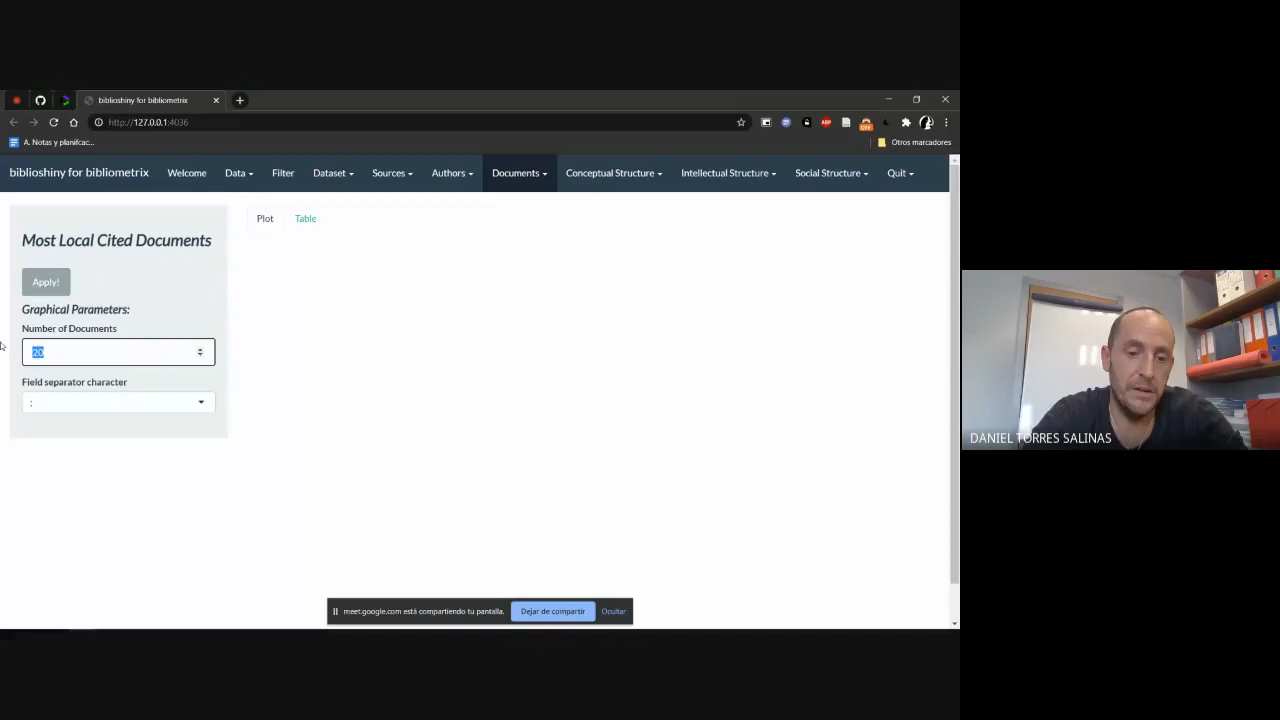 biblioshiny for bibliometrix
http://127.0.0.1:4036
ABP
OFF
A. Notas y planifcac...
Otros marcadores
biblioshiny for bibliometrix Welcome Data Filter Dataset Sources Authors Documents Conceptual Structure Intellectual Structure Social Structure Quit
Plot Table
Most Local Cited Documents
Apply!
Graphical Parameters:
Number of Documents
20
Field separator character
;
meet.google.com está compartiendo tu pantalla. Dejar de compartir Ocultar
DANIEL TORRES SALINAS